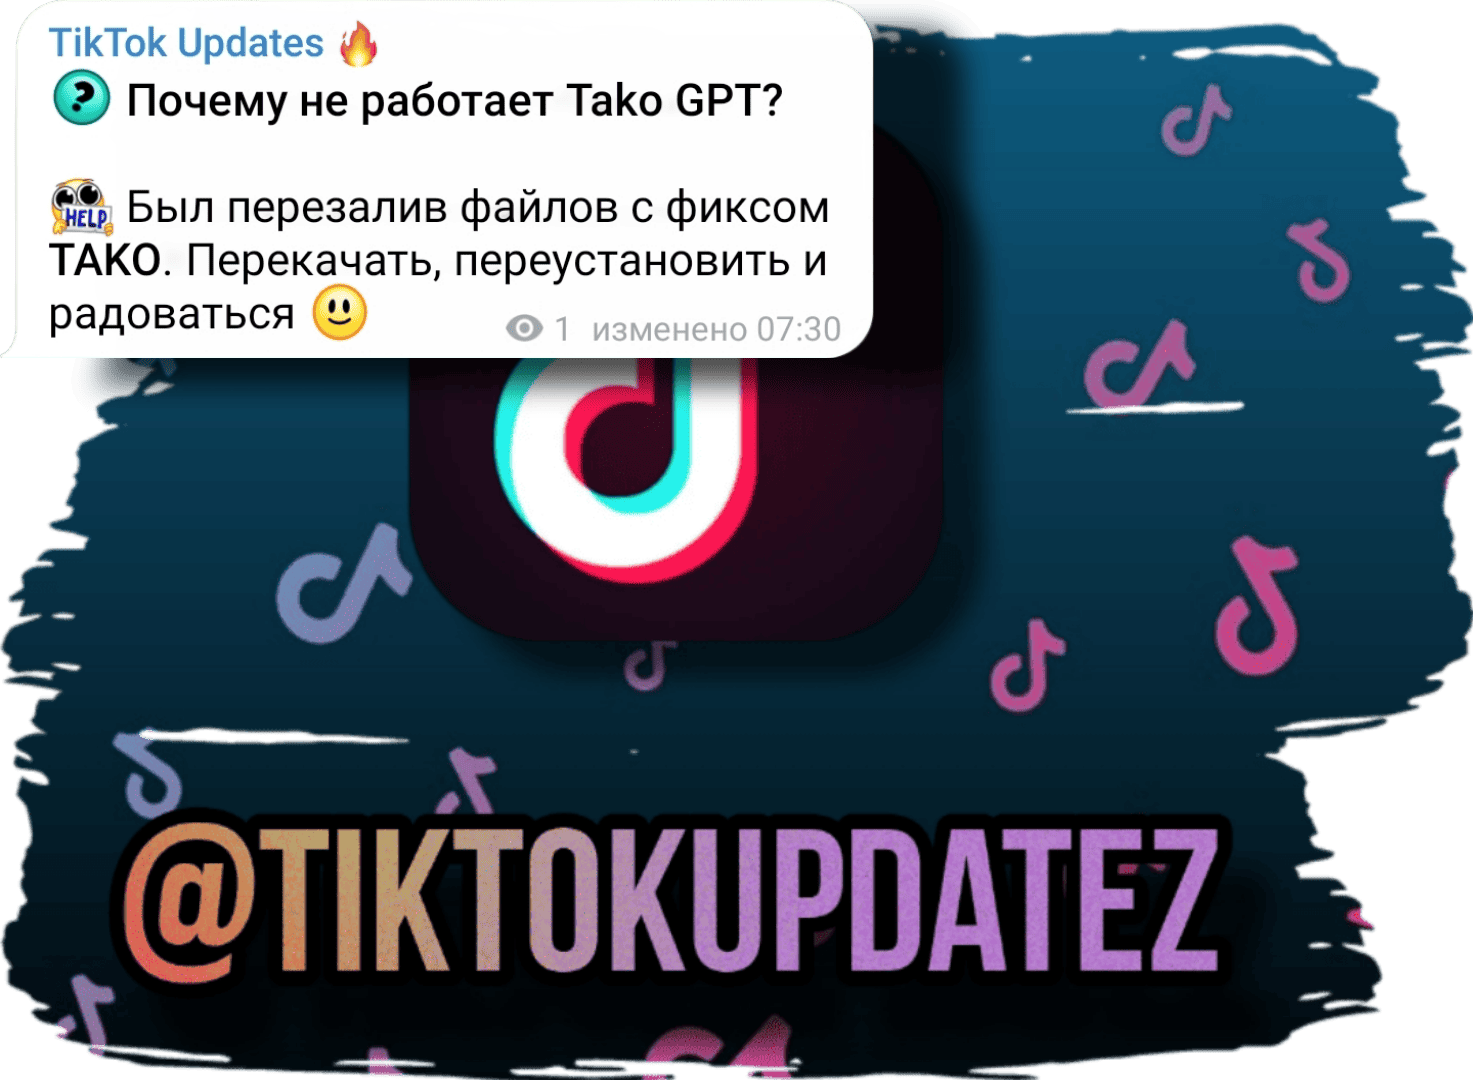 TikTok Updates 🔥
Почему не работает Tako GPT?
HELP Был перезалив файлов с фиксом
TAKO. Перекачать, переустановить и
радоваться 🙂
1 изменено 07:30
@TIKTOKUPDATEZ